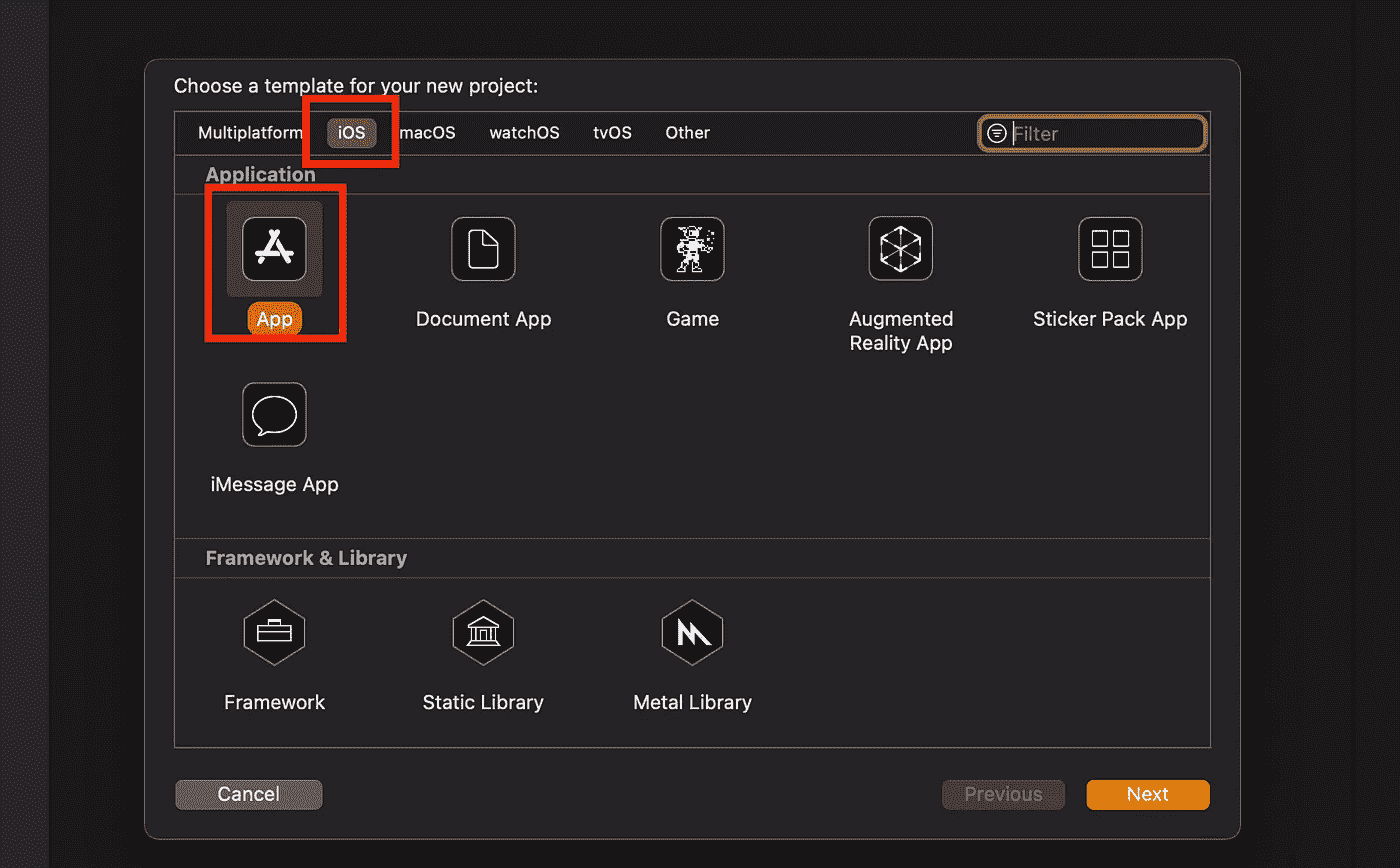 Choose a template for your new project:
Multiplatform iOS macOS watchOS tvOS Other Filter
Application
App Document App Game Augmented Reality App Sticker Pack App
iMessage App
Framework & Library
Framework Static Library Metal Library
Cancel Previous Next